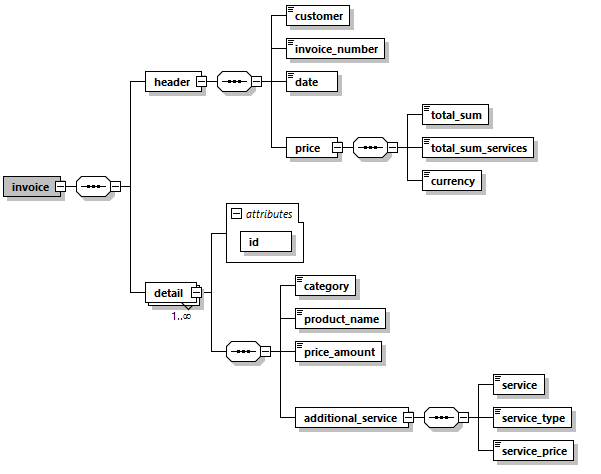 customer
invoice_number
header
date
total_sum
price
total_sum_services
currency
invoice
attributes
id
detail
1..∞
category
product_name
price_amount
service
additional_service
service_type
service_price